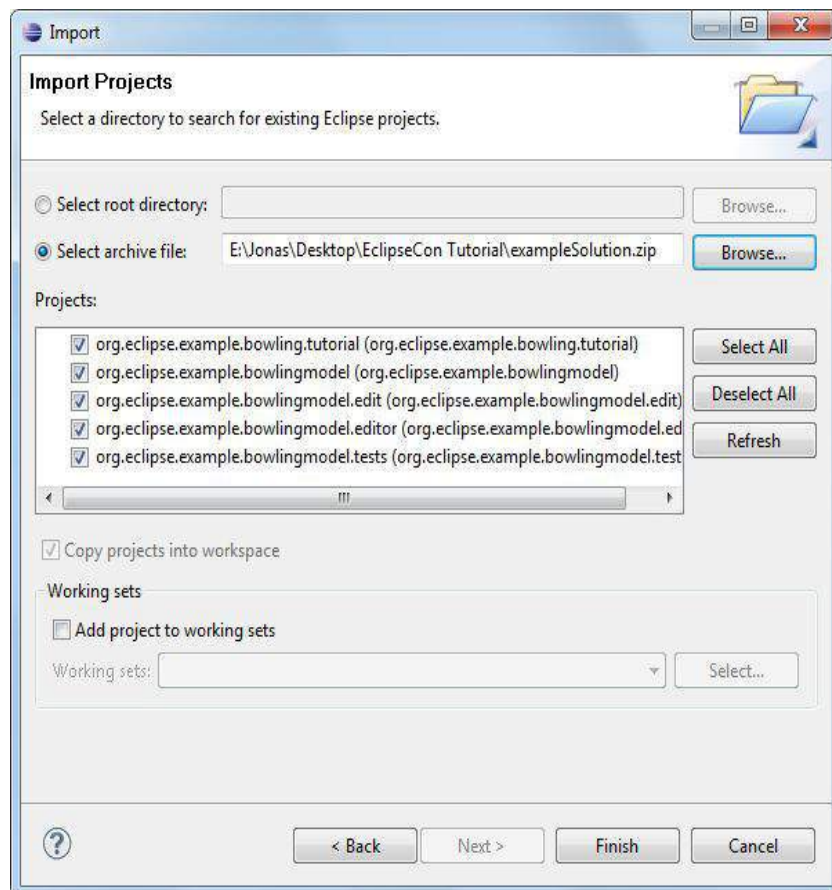 Import
Import Projects
Select a directory to search for existing Eclipse projects.
Select root directory:
Browse...
Select archive file: E:\Jonas\Desktop\EclipseCon Tutorial\exampleSolution.zip Browse...
Projects:
org.eclipse.example.bowling.tutorial (org.eclipse.example.bowling.tutorial)
org.eclipse.example.bowlingmodel (org.eclipse.example.bowlingmodel)
org.eclipse.example.bowlingmodel.edit (org.eclipse.example.bowlingmodel.edit)
org.eclipse.example.bowlingmodel.editor (org.eclipse.example.bowlingmodel.ed
org.eclipse.example.bowlingmodel.tests (org.eclipse.example.bowlingmodel.test
Select All
Deselect All
Refresh
Copy projects into workspace
Working sets
Add project to working sets
Working sets:
Select...
? < Back Next > Finish Cancel